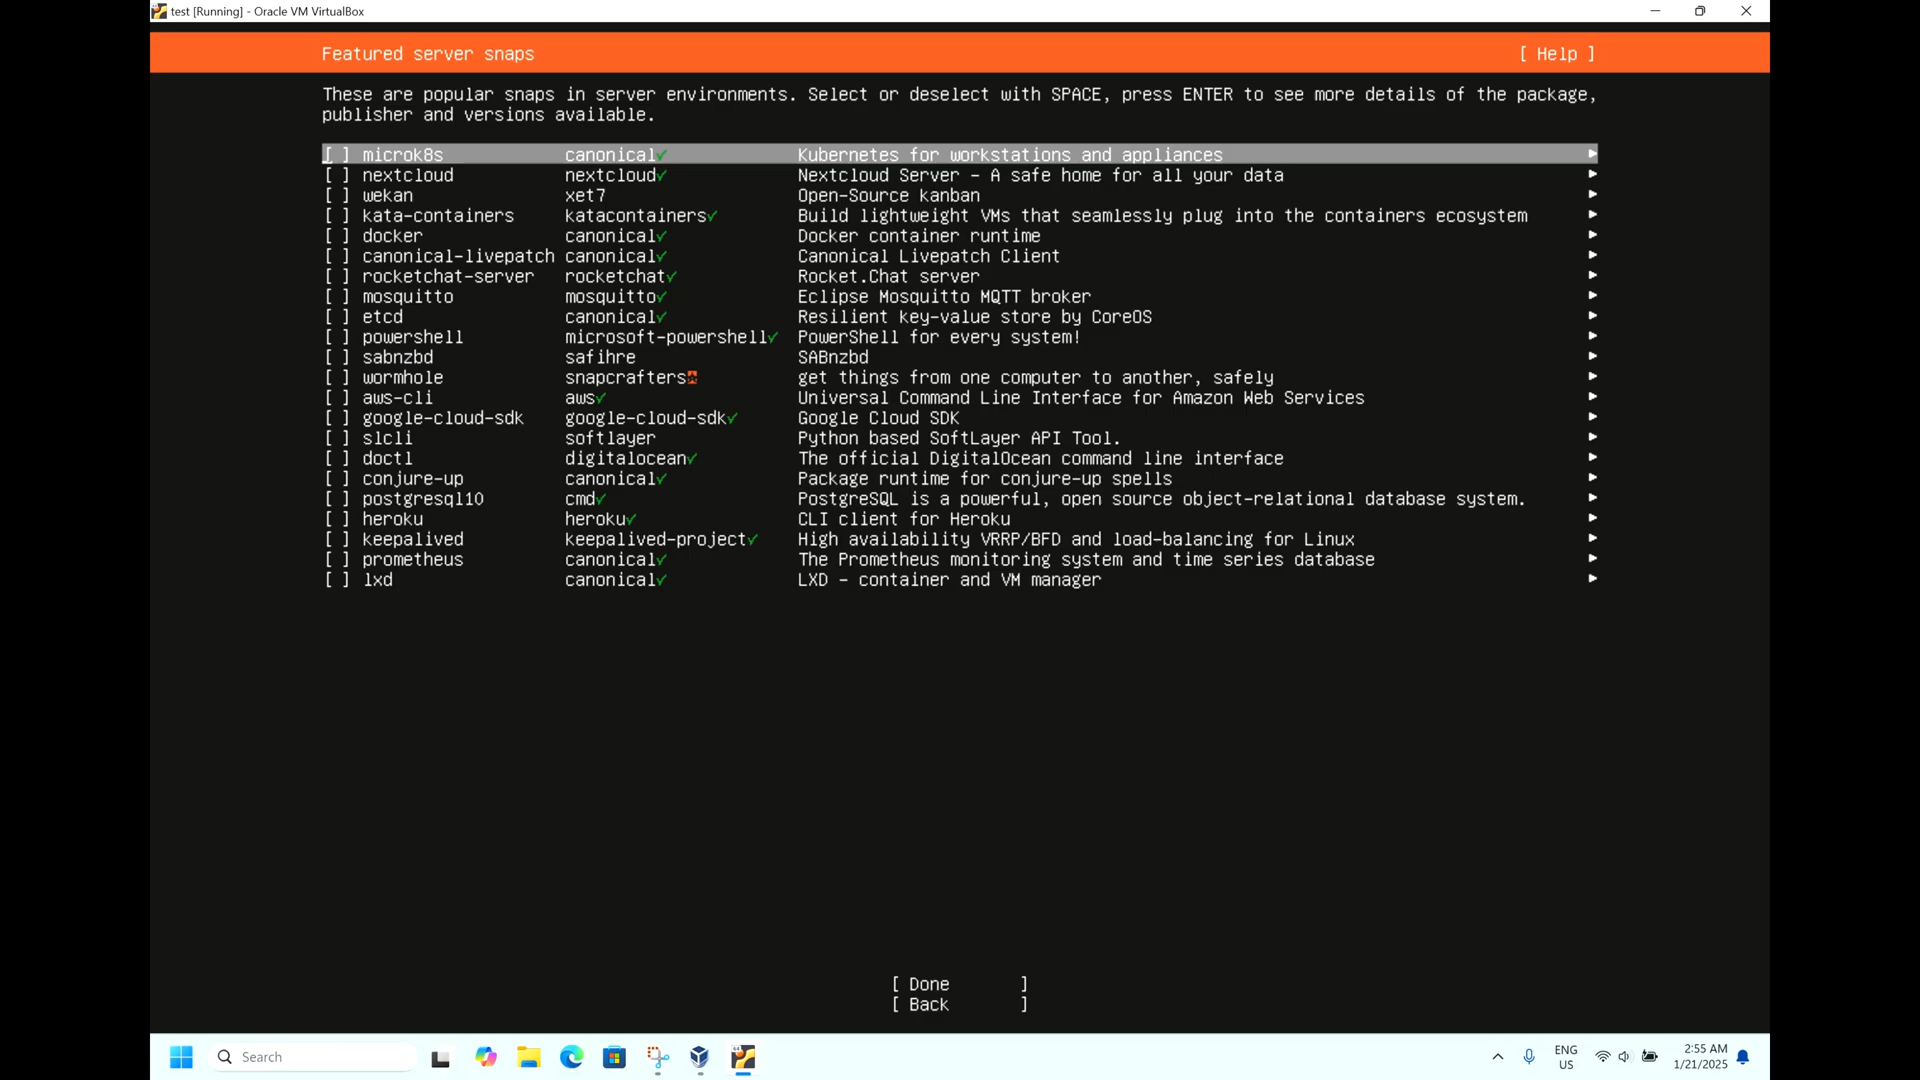 test [Running] - Oracle VM VirtualBox
Featured server snaps [ Help ]
These are popular snaps in server environments. Select or deselect with SPACE, press ENTER to see more details of the package,
publisher and versions available.
[ ] microk8s canonical✓ Kubernetes for workstations and appliances ▸
[ ] nextcloud nextcloud✓ Nextcloud Server - A safe home for all your data ▸
[ ] wekan xet7 Open-Source kanban ▸
[ ] kata-containers katacontainers✓ Build lightweight VMs that seamlessly plug into the containers ecosystem ▸
[ ] docker canonical✓ Docker container runtime ▸
[ ] canonical-livepatch canonical✓ Canonical Livepatch Client ▸
[ ] rocketchat-server rocketchat✓ Rocket.Chat server ▸
[ ] mosquitto mosquitto✓ Eclipse Mosquitto MQTT broker ▸
[ ] etcd canonical✓ Resilient key-value store by CoreOS ▸
[ ] powershell microsoft-powershell✓ PowerShell for every system! ▸
[ ] sabnzbd safihre SABnzbd ▸
[ ] wormhole snapcrafters get things from one computer to another, safely ▸
[ ] aws-cli aws✓ Universal Command Line Interface for Amazon Web Services ▸
[ ] google-cloud-sdk google-cloud-sdk✓ Google Cloud SDK ▸
[ ] slcli softlayer Python based SoftLayer API Tool. ▸
[ ] doctl digitalocean✓ The official DigitalOcean command line interface ▸
[ ] conjure-up canonical✓ Package runtime for conjure-up spells ▸
[ ] postgresql10 cmd✓ PostgreSQL is a powerful, open source object-relational database system. ▸
[ ] heroku heroku✓ CLI client for Heroku ▸
[ ] keepalived keepalived-project✓ High availability VRRP/BFD and load-balancing for Linux ▸
[ ] prometheus canonical✓ The Prometheus monitoring system and time series database ▸
[ ] lxd canonical✓ LXD - container and VM manager ▸
[ Done ]
[ Back ]
Search
ENG
US
2:55 AM
1/21/2025